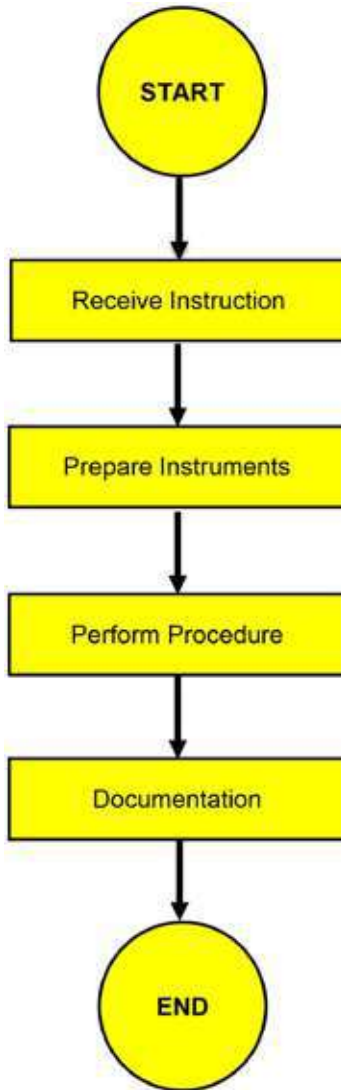 START
Receive Instruction
Prepare Instruments
Perform Procedure
Documentation
END